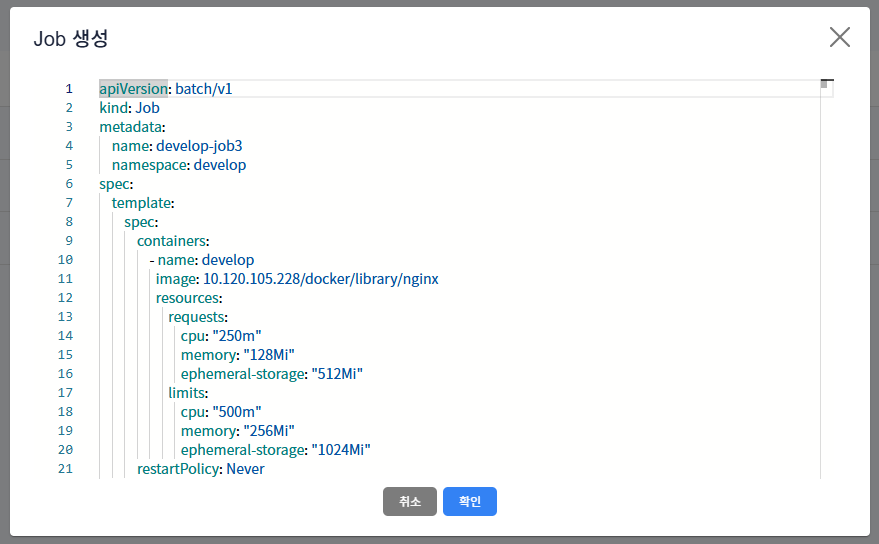 Job 생성
1 apiVersion: batch/v1
2 kind: Job
3 metadata:
4   name: develop-job3
5   namespace: develop
6 spec:
7   template:
8     spec:
9       containers:
10         - name: develop
11          image: 10.120.105.228/docker/library/nginx
12          resources:
13            requests:
14              cpu: "250m"
15              memory: "128Mi"
16              ephemeral-storage: "512Mi"
17            limits:
18              cpu: "500m"
19              memory: "256Mi"
20              ephemeral-storage: "1024Mi"
21       restartPolicy: Never
취소 확인